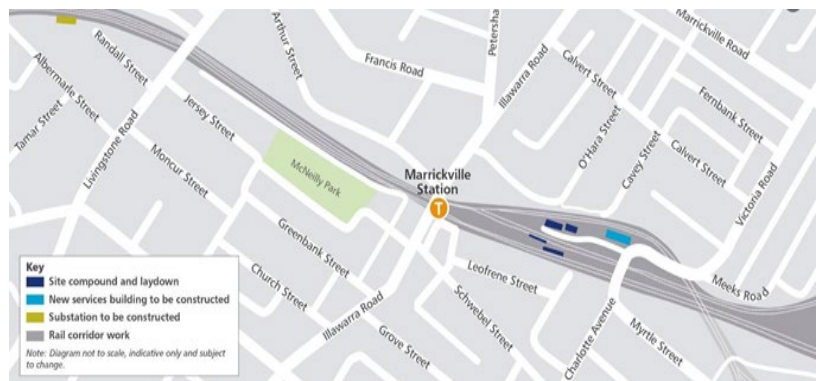 Marrickville Road
Arthur Street
Petersha
Randall Street
Francis Road
Illawarra Road
Calvert Street
Fernbank Street
Albermarle Street
Tamar Street
Livingstone Road
Jersey Street
O'Hara Street
Calvert Street
Moncur Street
McNeilly Park
Marrickville
Station
T
Cavey Street
Victoria Road
Greenbank Street
Church Street
Leofrene Street
Meeks Road
Illawarra Road
Schwebel Street
Grove Street
Charlotte Avenue
Myrtle Street
Key
Site compound and laydown
New services building to be constructed
Substation to be constructed
Rail corridor work
Note: Diagram not to scale, indicative only and subject
to change.